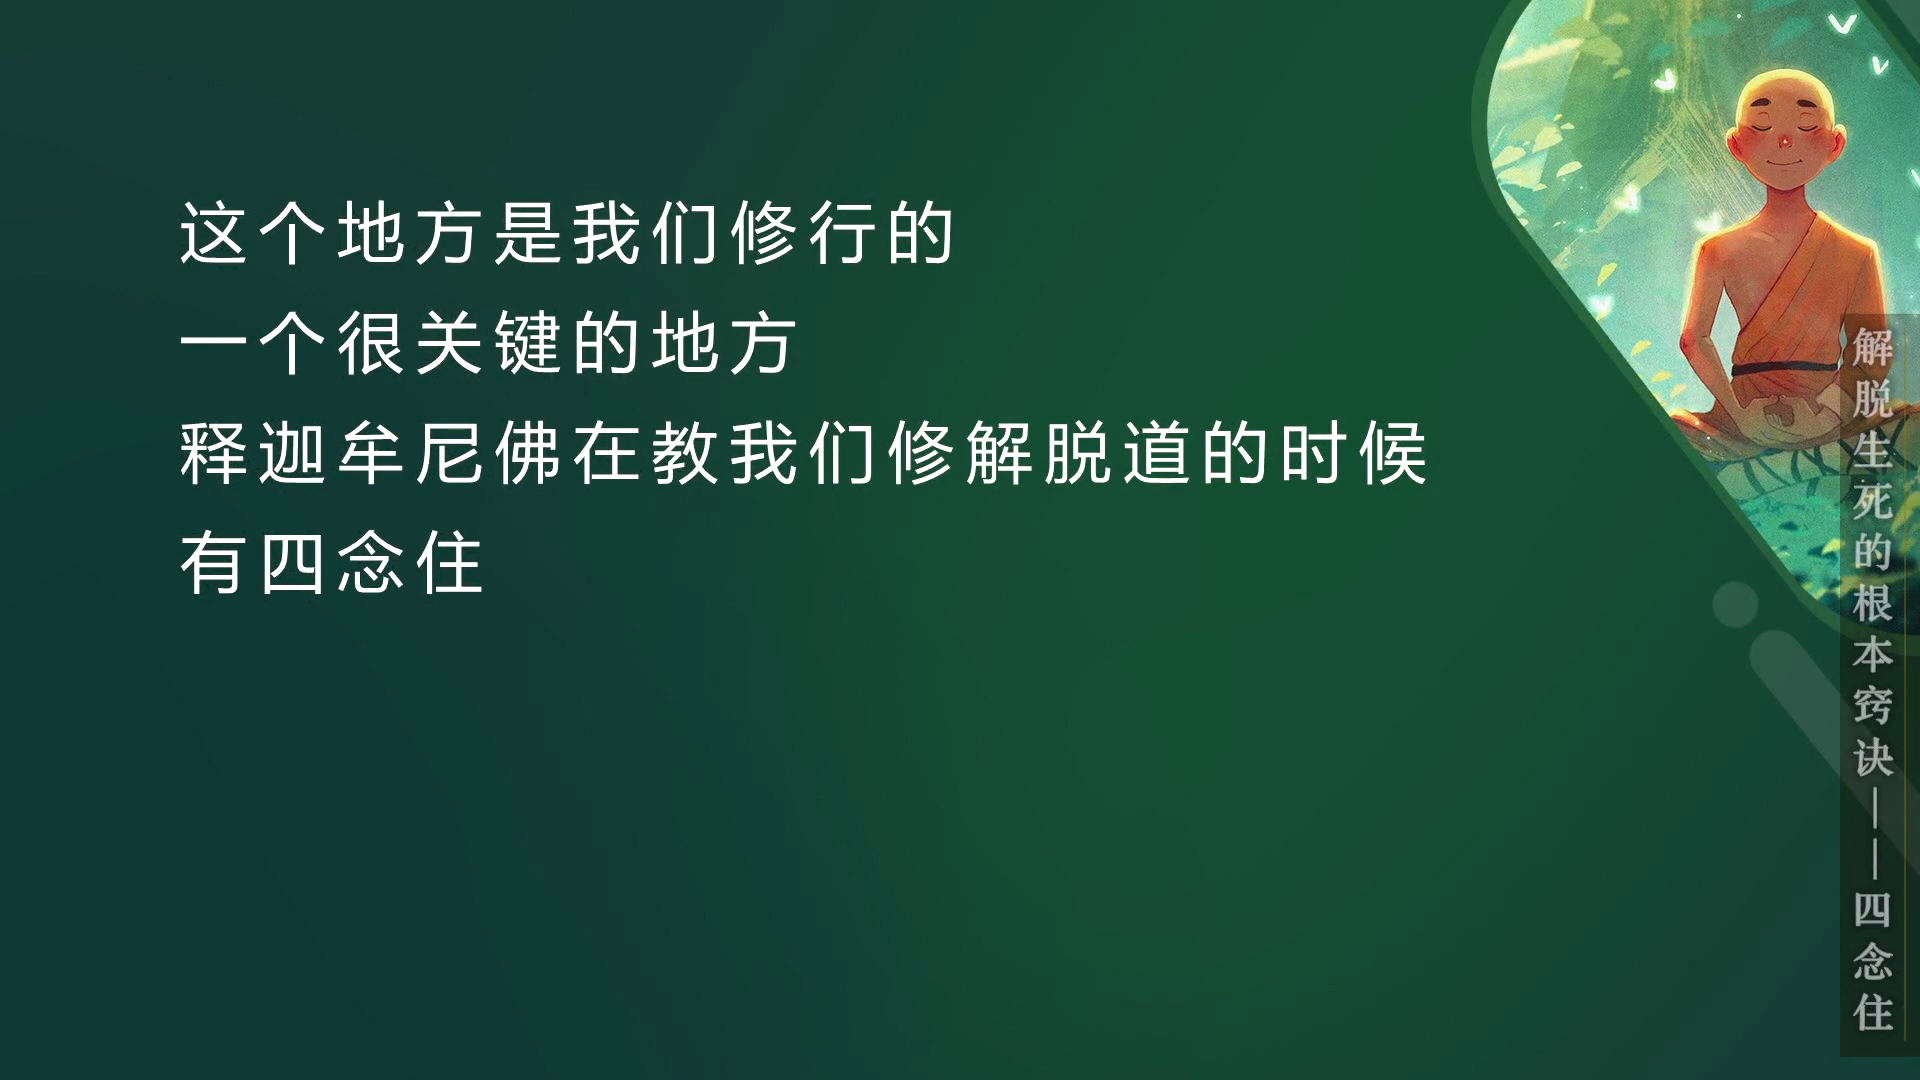 这个地方是我们修行的
一个很关键的地方
释迦牟尼佛在教我们修解脱道的时候
有四念住
解脱生死的根本窍诀——四念住